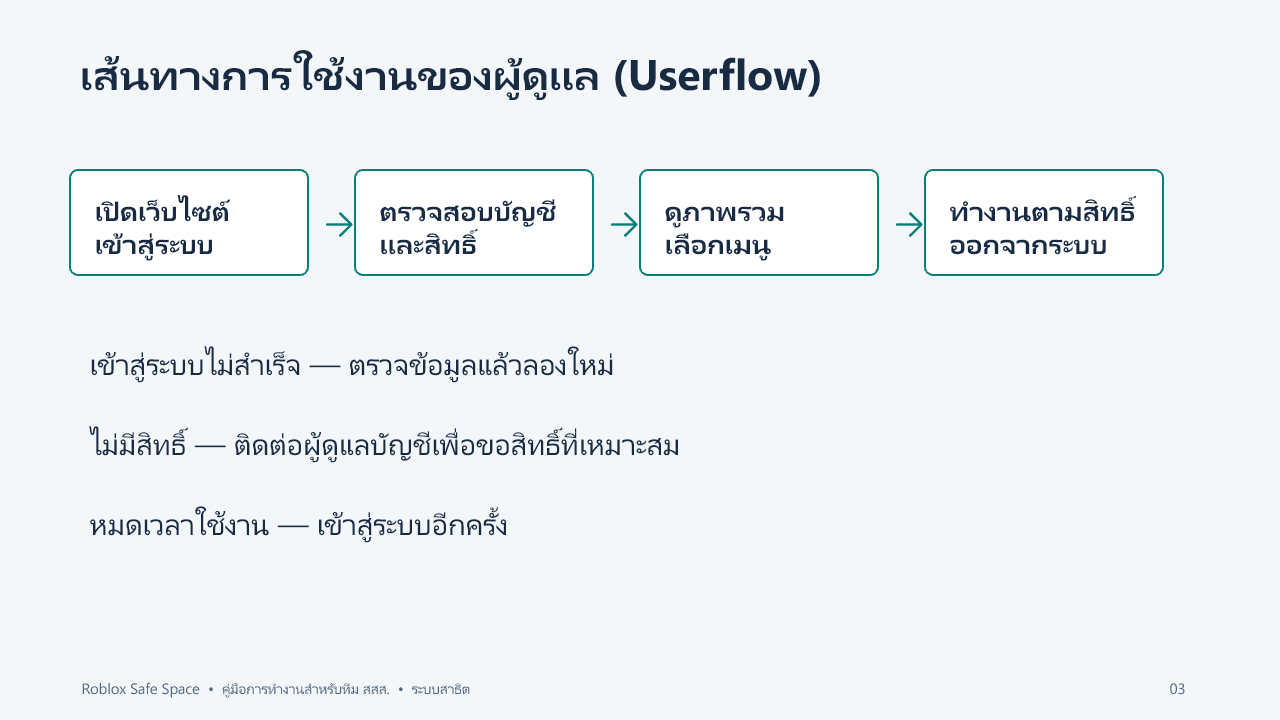 เส้นทางการใช้งานของผู้ดูแล (Userflow)
เปิดเว็บไซต์
เข้าสู่ระบบ
→
ตรวจสอบบัญชี
และสิทธิ์
→
ดูภาพรวม
เลือกเมนู
→
ทำงานตามสิทธิ์
ออกจากระบบ
เข้าสู่ระบบไม่สำเร็จ — ตรวจข้อมูลแล้วลองใหม่
ไม่มีสิทธิ์ — ติดต่อผู้ดูแลบัญชีเพื่อขอสิทธิ์ที่เหมาะสม
หมดเวลาใช้งาน — เข้าสู่ระบบอีกครั้ง
Roblox Safe Space • คู่มือการทำงานสำหรับทีม สสส. • ระบบสาธิต
03